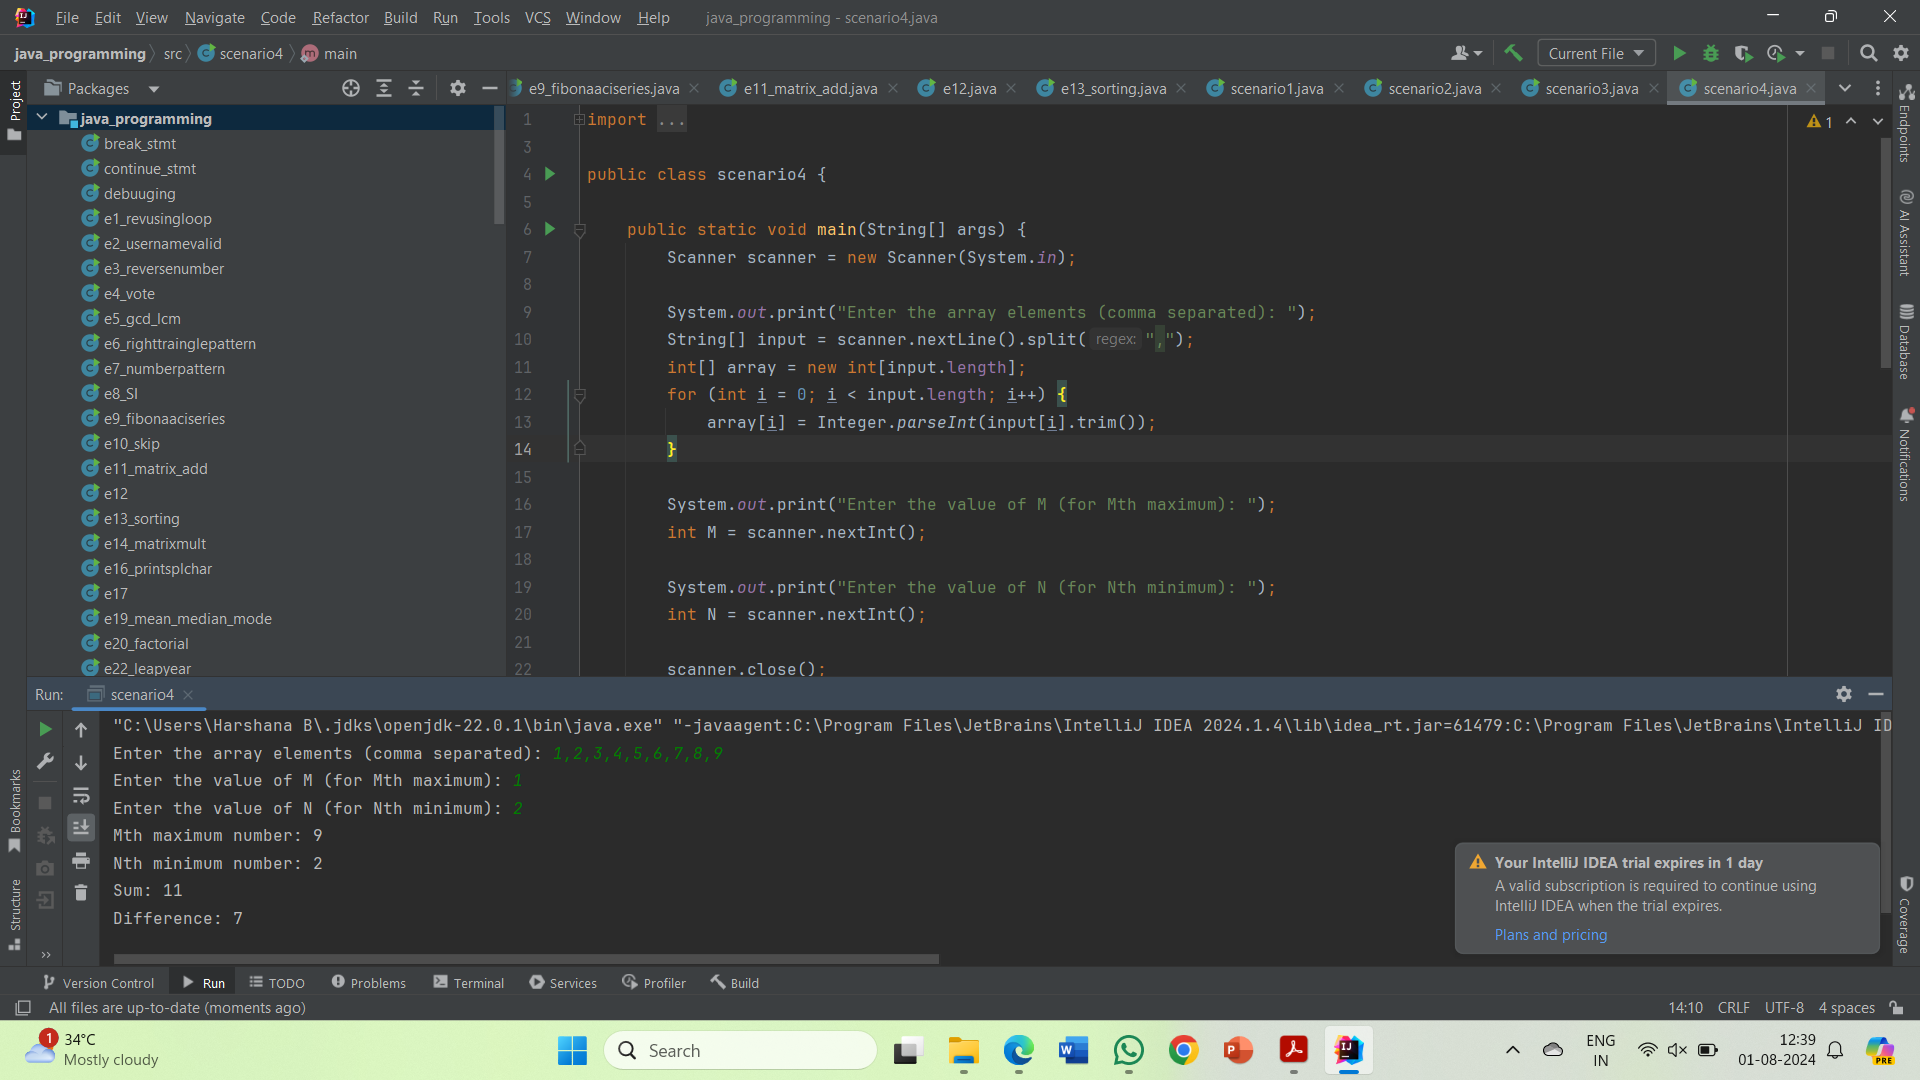 File Edit View Navigate Code Refactor Build Run Tools VCS Window Help java_programming - scenario4.java
java_programming src scenario4 main Current File
Project
Packages
e9_fibonaaciseries.java e11_matrix_add.java e12.java e13_sorting.java scenario1.java scenario2.java scenario3.java scenario4.java
java_programming
break_stmt
continue_stmt
debuuging
e1_revusingloop
e2_usernamevalid
e3_reversenumber
e4_vote
e5_gcd_lcm
e6_righttrainglepattern
e7_numberpattern
e8_SI
e9_fibonaaciseries
e10_skip
e11_matrix_add
e12
e13_sorting
e14_matrixmult
e16_printsplchar
e17
e19_mean_median_mode
e20_factorial
e22_leapyear
1 import ...
3
4 public class scenario4 {
5
6 public static void main(String[] args) {
7 Scanner scanner = new Scanner(System.in);
8
9 System.out.print("Enter the array elements (comma separated): ");
10 String[] input = scanner.nextLine().split( regex: ",");
11 int[] array = new int[input.length];
12 for (int i = 0; i < input.length; i++) {
13 array[i] = Integer.parseInt(input[i].trim());
14 }
15
16 System.out.print("Enter the value of M (for Mth maximum): ");
17 int M = scanner.nextInt();
18
19 System.out.print("Enter the value of N (for Nth minimum): ");
20 int N = scanner.nextInt();
21
22 scanner.close();
1
Endpoints
AI Assistant
Database
Notifications
Coverage
Run: scenario4
"C:\Users\Harshana B\.jdks\openjdk-22.0.1\bin\java.exe" "-javaagent:C:\Program Files\JetBrains\IntelliJ IDEA 2024.1.4\lib\idea_rt.jar=61479:C:\Program Files\JetBrains\IntelliJ ID
Enter the array elements (comma separated): 1,2,3,4,5,6,7,8,9
Enter the value of M (for Mth maximum): 1
Enter the value of N (for Nth minimum): 2
Mth maximum number: 9
Nth minimum number: 2
Sum: 11
Difference: 7
Bookmarks
Structure
Your IntelliJ IDEA trial expires in 1 day
A valid subscription is required to continue using
IntelliJ IDEA when the trial expires.
Plans and pricing
Version Control Run TODO Problems Terminal Services Profiler Build
All files are up-to-date (moments ago) 14:10 CRLF UTF-8 4 spaces
1
34°C
Mostly cloudy
Search
ENG
IN
12:39
01-08-2024
PRE